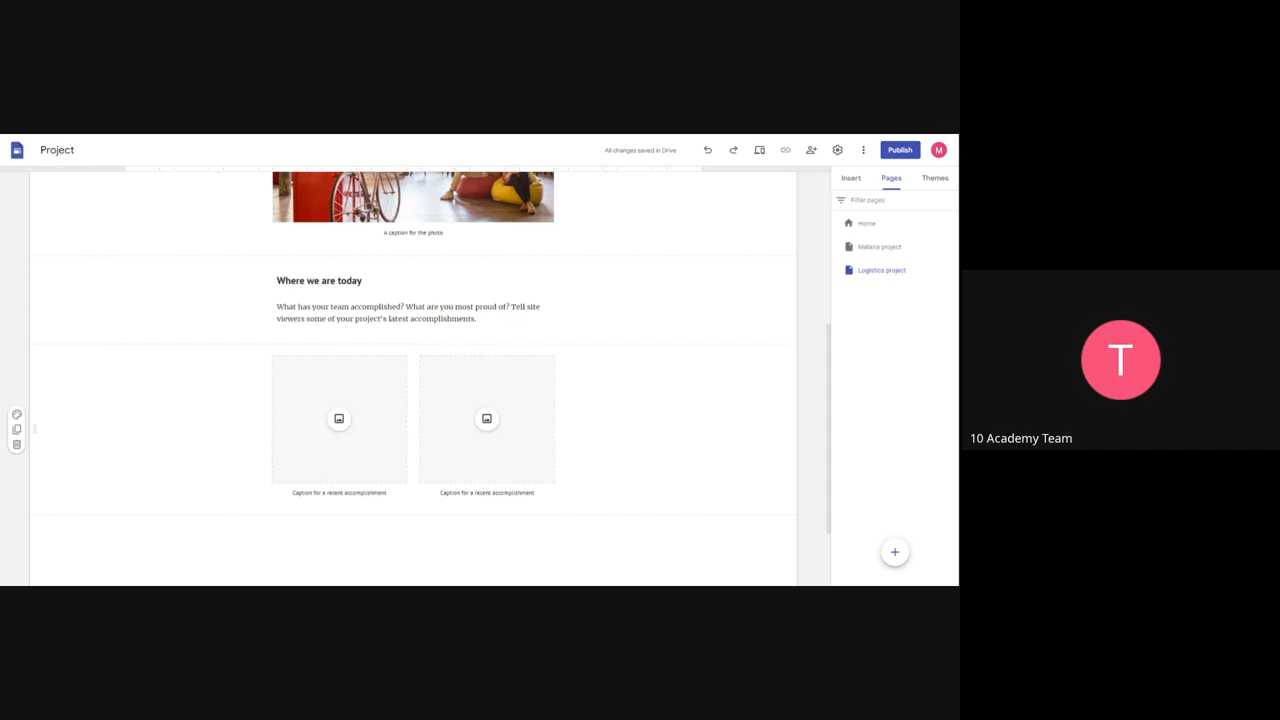 Project
All changes saved in Drive
Publish
M
Insert
Pages
Themes
Filter pages
Home
Malaria project
Logistics project
A caption for the photo
Where we are today
What has your team accomplished? What are you most proud of? Tell site
viewers some of your project's latest accomplishments.
Caption for a recent accomplishment
Caption for a recent accomplishment
T
10 Academy Team